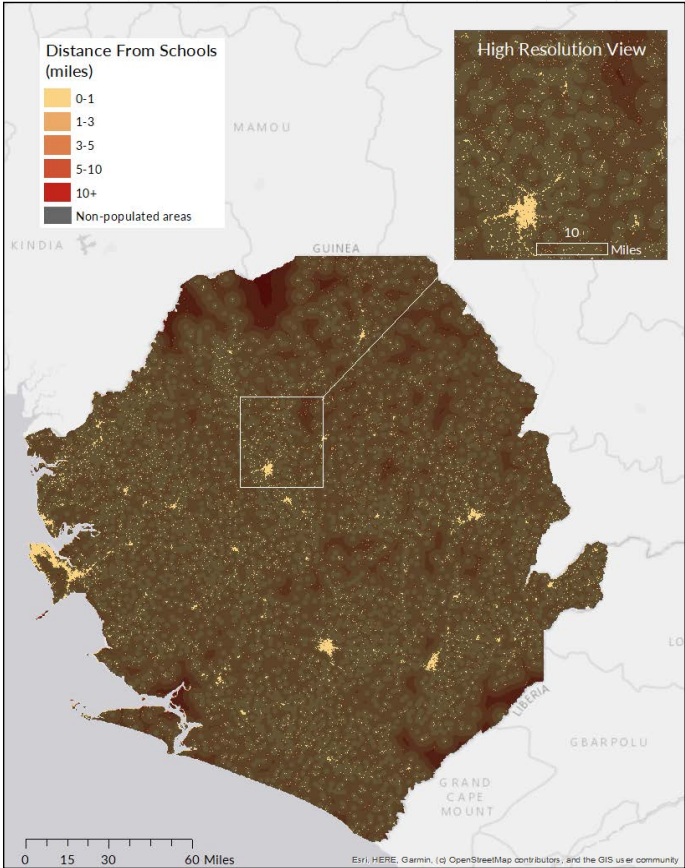 Distance From Schools
(miles)
0-1
1-3
3-5
5-10
10+
Non-populated areas
High Resolution View
10
Miles
MAMOU
KINDIA
GUINEA
LO
LIBERIA
GBARPOLU
GRAND
CAPE
MOUNT
0 15 30 60 Miles
Esri, HERE, Garmin, (c) OpenStreetMap contributors, and the GIS user community